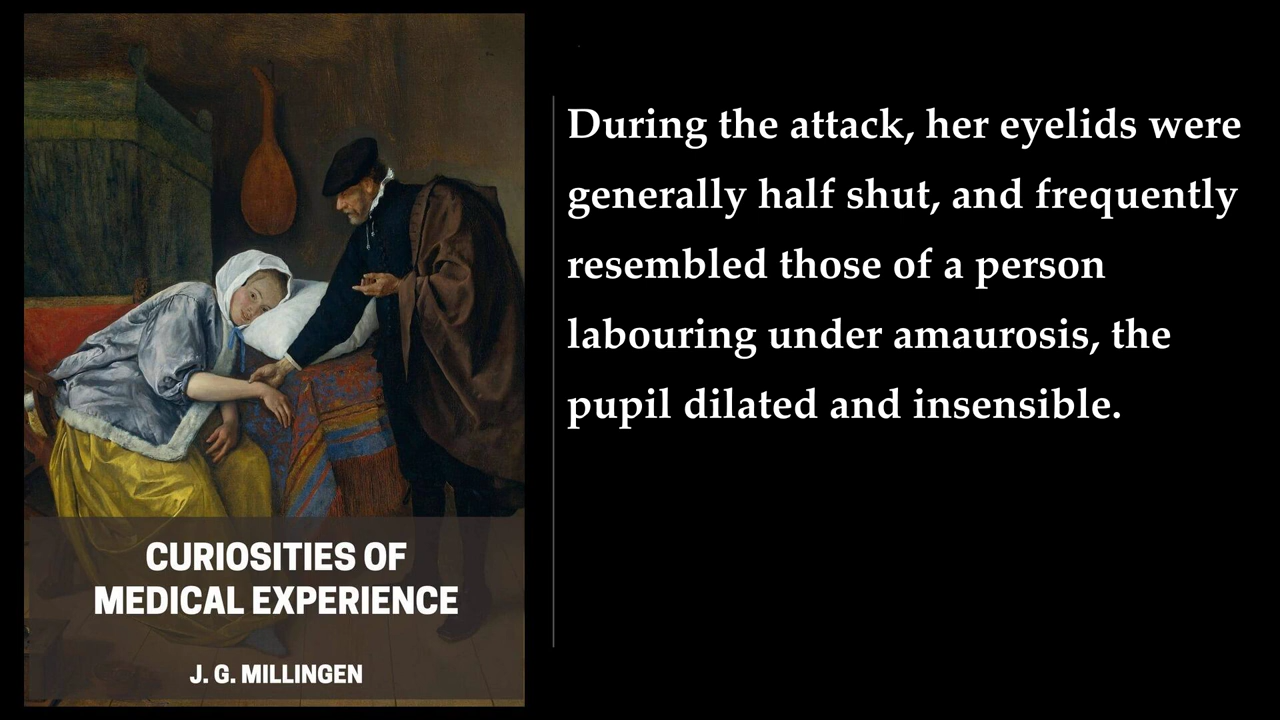 During the attack, her eyelids were
generally half shut, and frequently
resembled those of a person
labouring under amaurosis, the
pupil dilated and insensible.
CURIOSITIES OF
MEDICAL EXPERIENCE
J. G. MILLINGEN